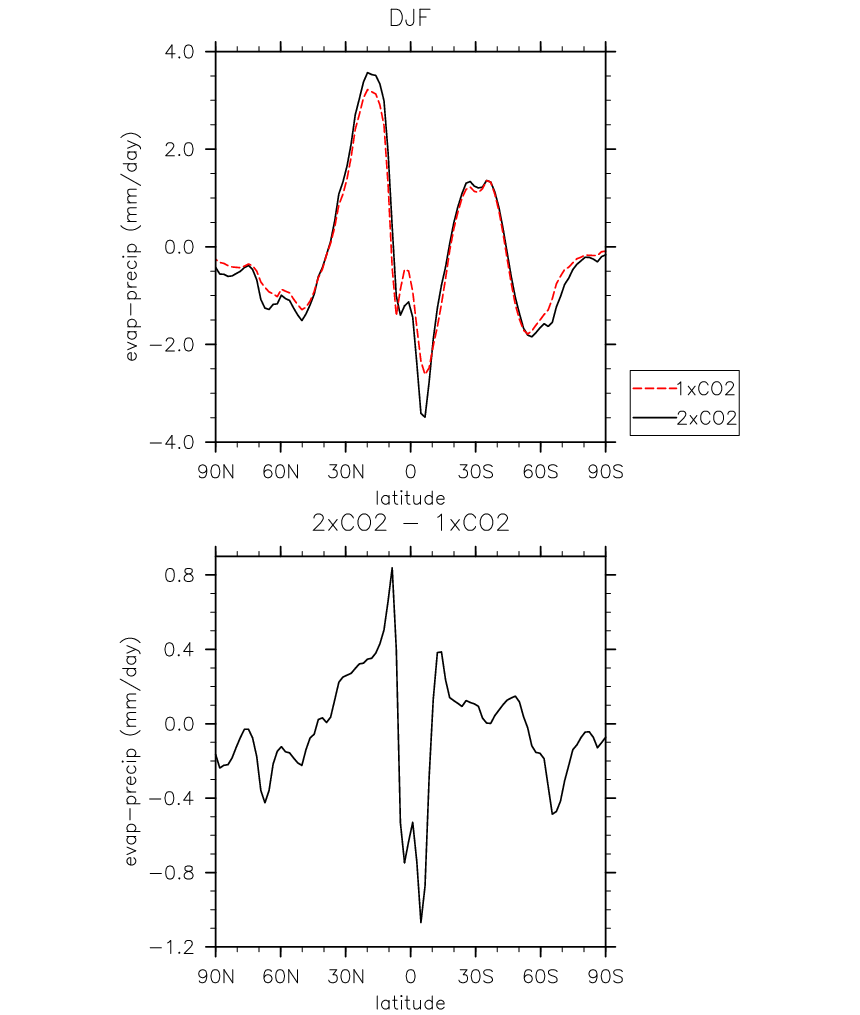 DJF
4.0
2.0
0.0
−2.0
−4.0
evap−precip (mm/day)
90N 60N 30N 0 30S 60S 90S
latitude
1xCO2
2xCO2
2xCO2 − 1xCO2
0.8
0.4
0.0
−0.4
−0.8
−1.2
evap−precip (mm/day)
90N 60N 30N 0 30S 60S 90S
latitude